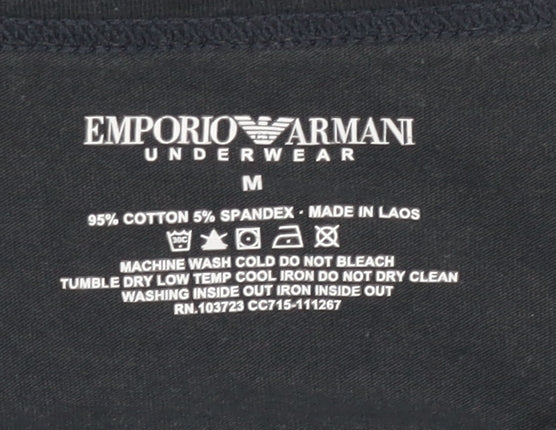 EMPORIO ARMANI
UNDERWEAR
M
95% COTTON 5% SPANDEX · MADE IN LAOS
30C
MACHINE WASH COLD DO NOT BLEACH
TUMBLE DRY LOW TEMP COOL IRON DO NOT DRY CLEAN
WASHING INSIDE OUT IRON INSIDE OUT
RN.103723 CC715-111267